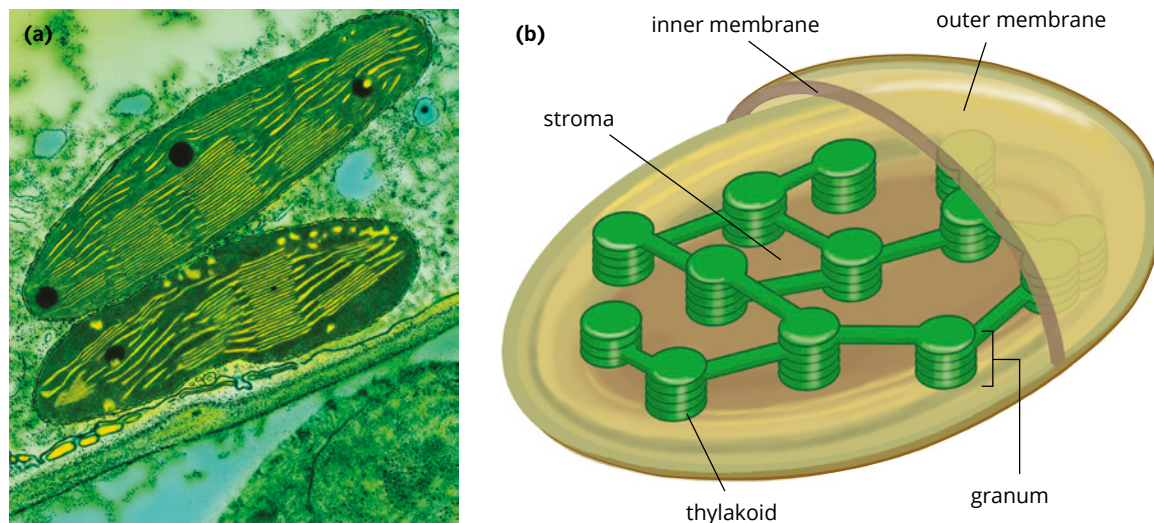 (a)
(b)
inner membrane
outer membrane
stroma
thylakoid
granum